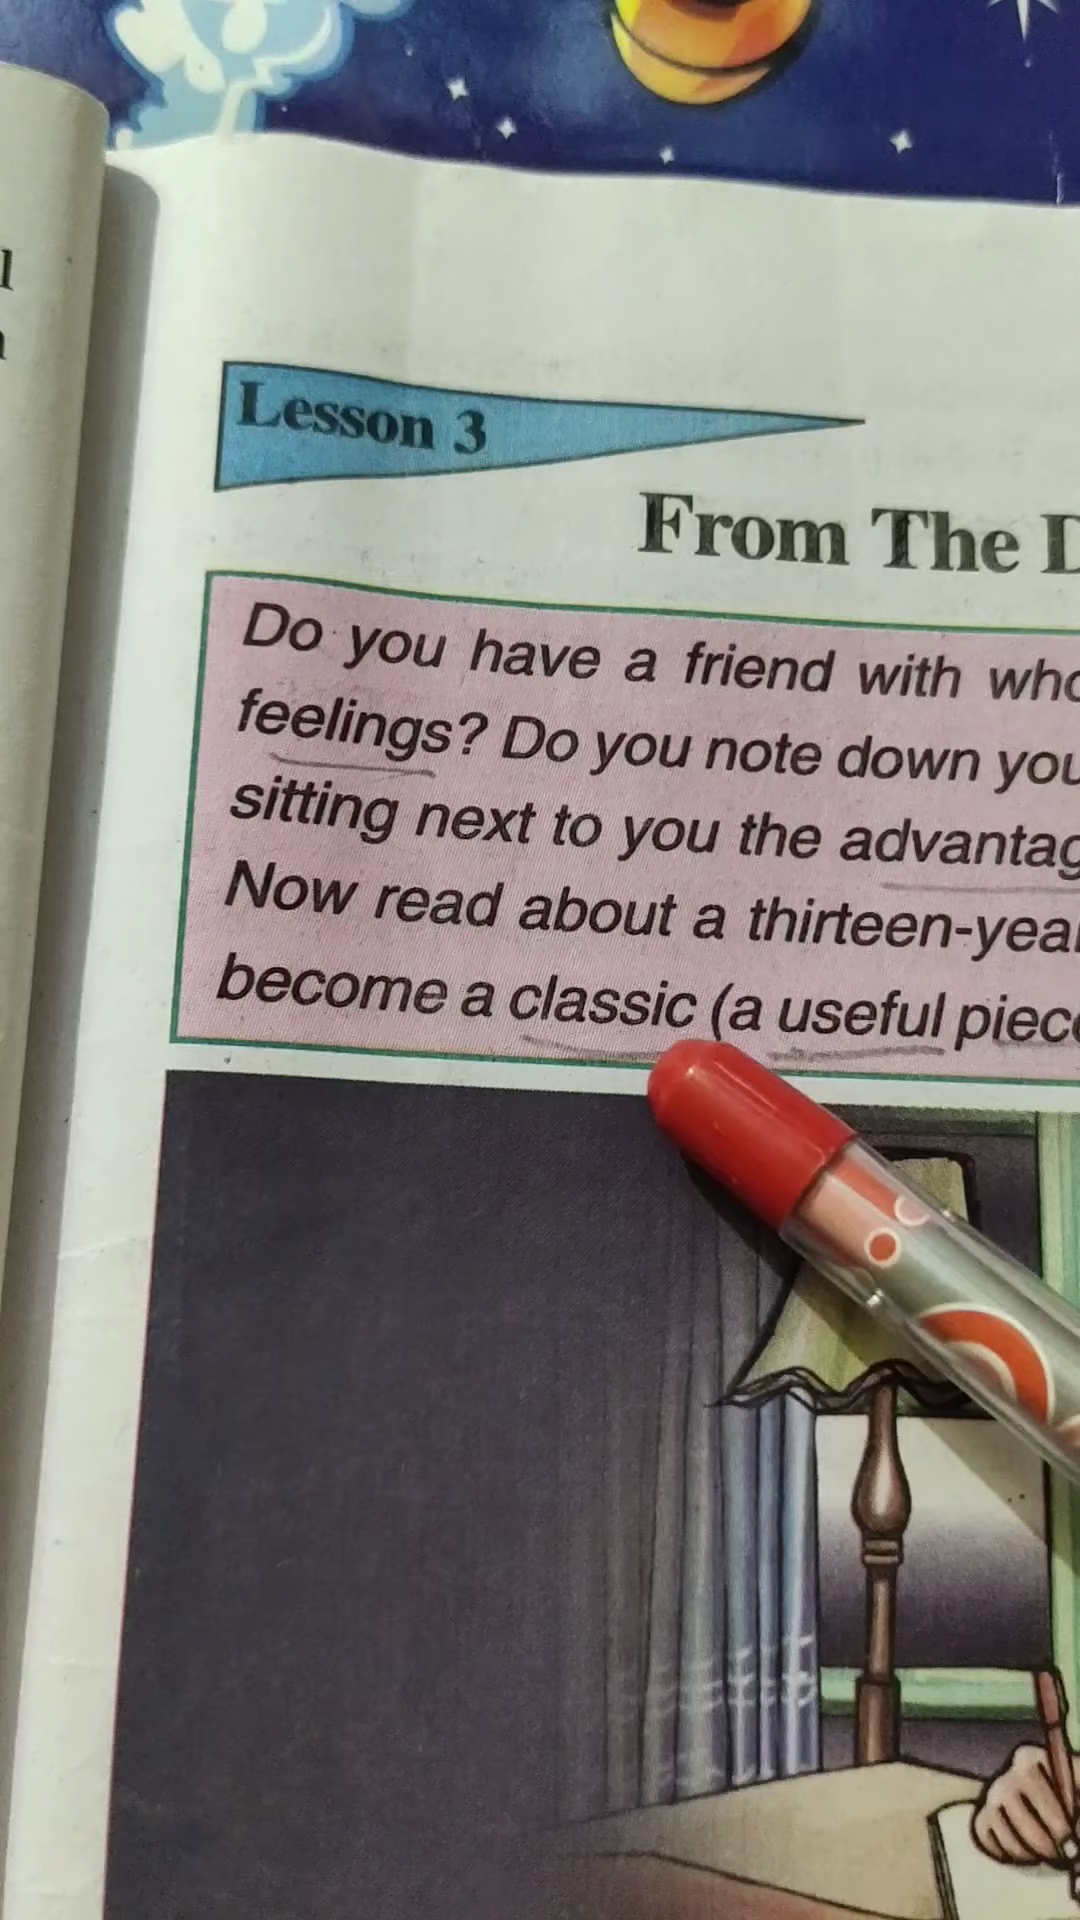 Lesson 3
From The
Do you have a friend with
feelings? Do you note down
sitting next to you the
Now read about a
become a classic (a useful